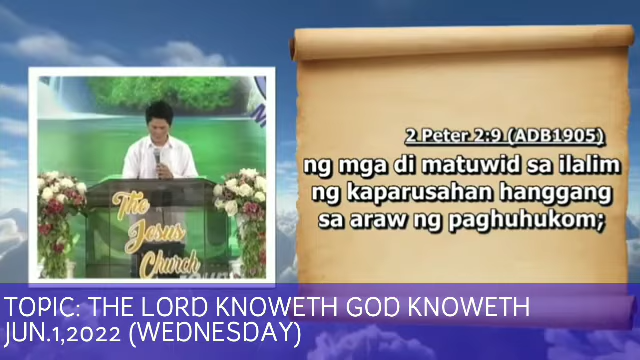 2 Peter 2:9 (ADB1905)
ng mga di matuwid sa ilalim
ng kaparusahan hanggang
sa araw ng paghuhukom;
The
Jesus
Church
TOPIC: THE LORD KNOWETH GOD KNOWETH
JUN.1,2022 (WEDNESDAY)